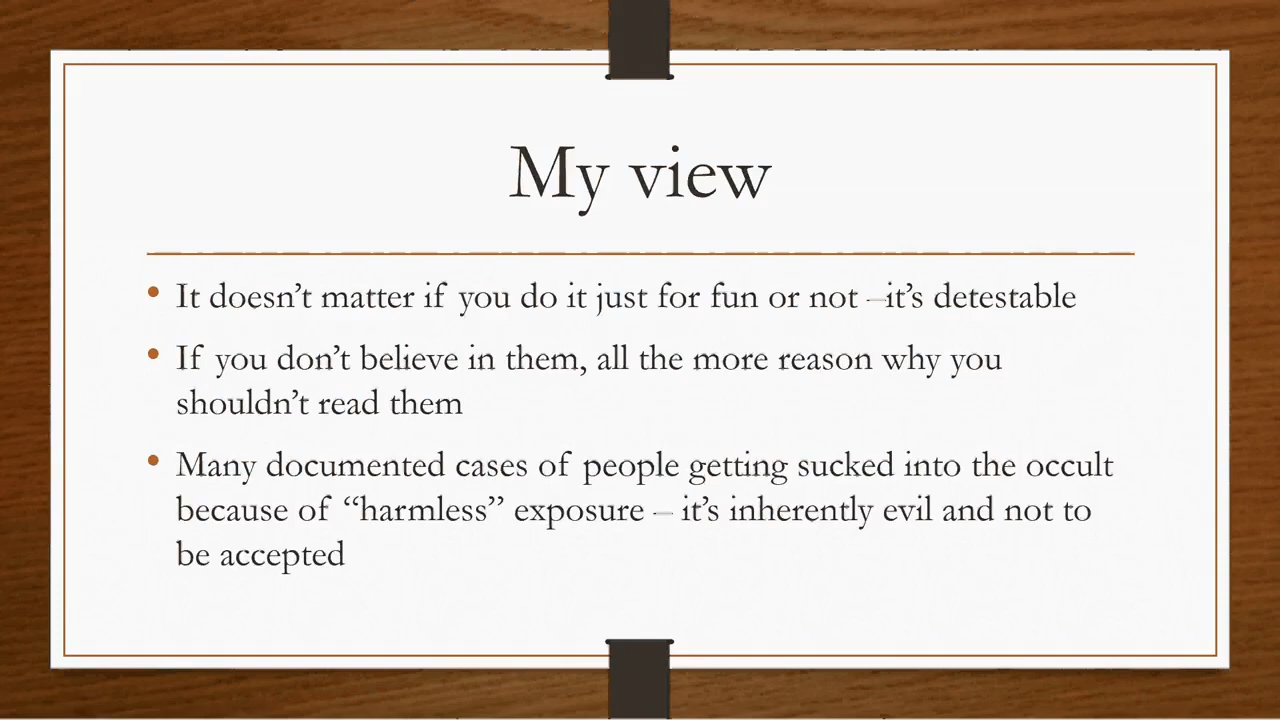 My view
• It doesn’t matter if you do it just for fun or not –it’s detestable
• If you don’t believe in them, all the more reason why you
shouldn’t read them
• Many documented cases of people getting sucked into the occult
because of “harmless” exposure – it’s inherently evil and not to
be accepted